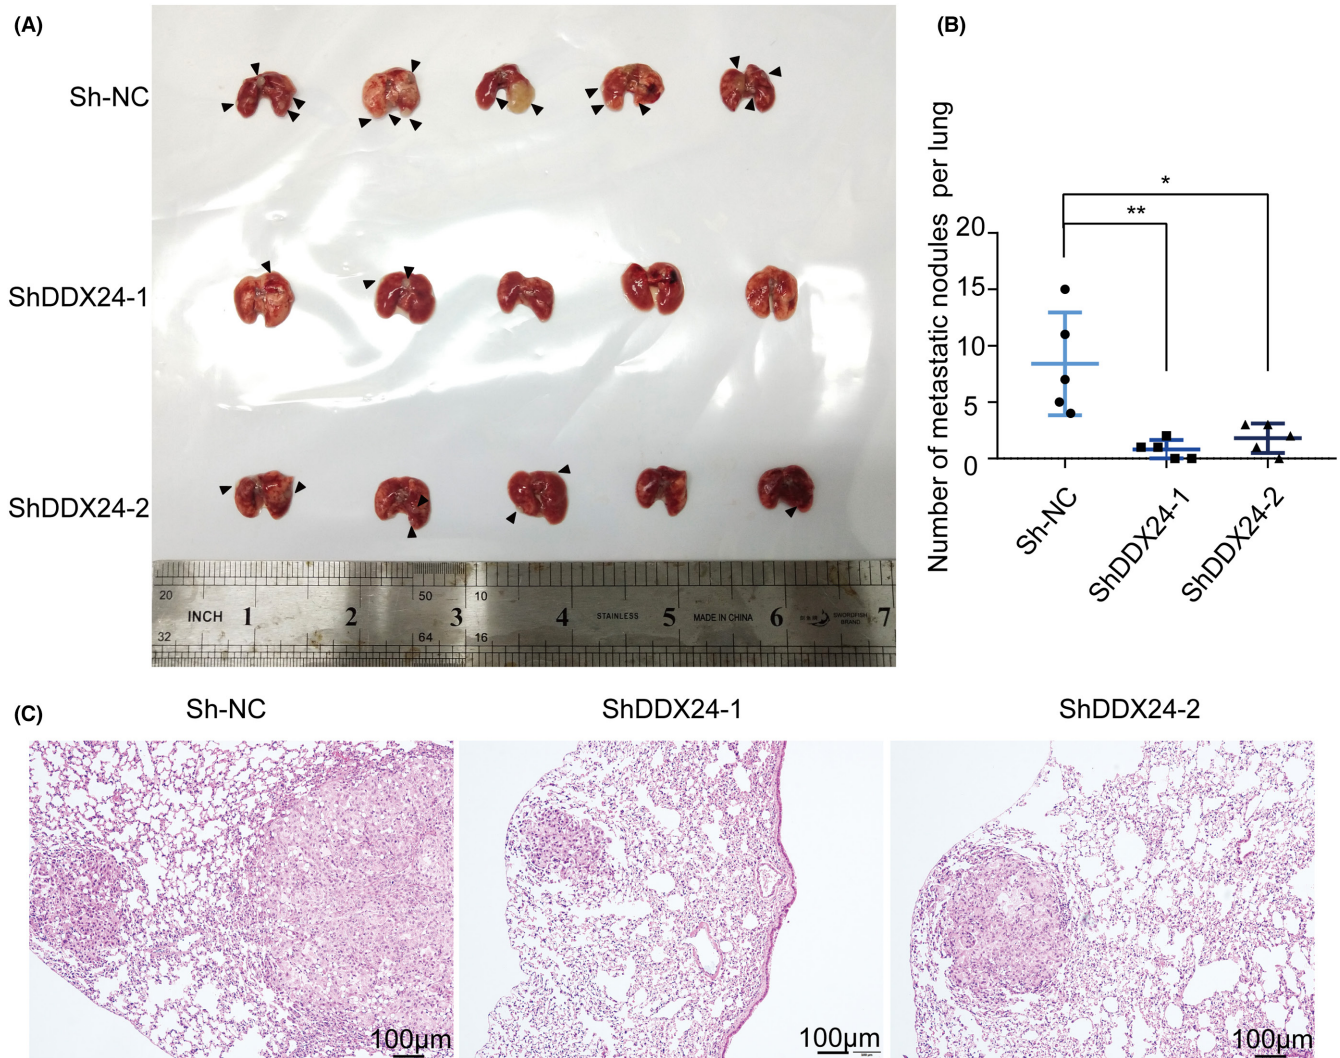 (A)
Sh-NC
ShDDX24-1
ShDDX24-2
20 50 10
INCH 1 2 3 4 STAINLESS 5 MADE IN CHINA 6 SWORDFISH BRAND 7
32 64 16
(B)
Number of metastatic nodules per lung
20
15
10
5
0
*
**
Sh-NC
ShDDX24-1
ShDDX24-2
(C)
Sh-NC ShDDX24-1 ShDDX24-2
100μm 100μm 100μm